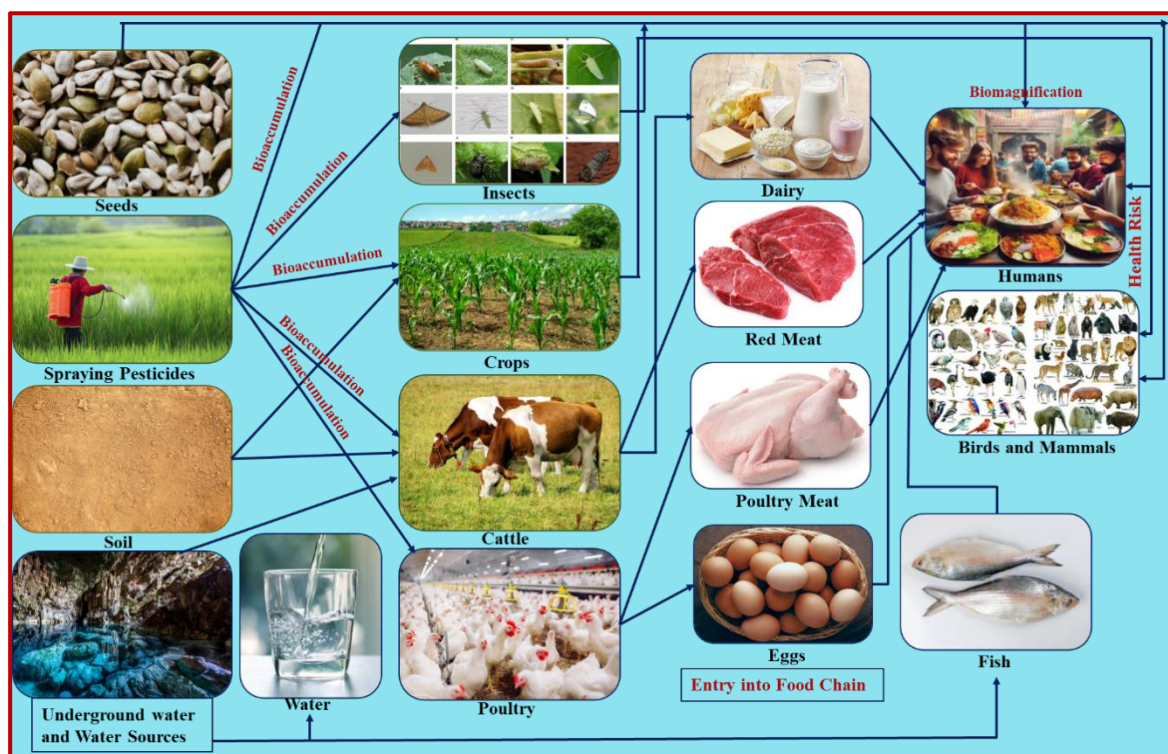 Seeds
Spraying Pesticides
Soil
Underground water
and Water Sources
Water
Bioaccumulation
Bioaccumulation
Bioaccumulation
Bioaccumulation
Bioaccumulation
Insects
Crops
Cattle
Poultry
Dairy
Red Meat
Poultry Meat
Eggs
Entry into Food Chain
Biomagnification
Humans
Health Risk
Birds and Mammals
Fish